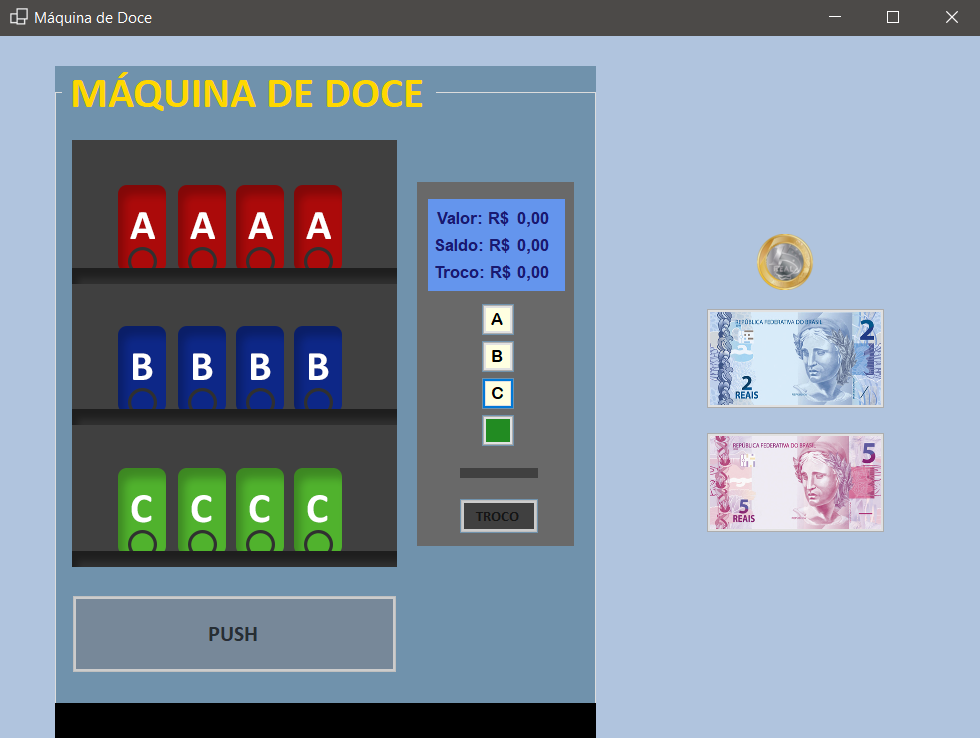 Máquina de Doce
MÁQUINA DE DOCE
A A A A
B B B B
C C C C
PUSH
Valor: R$ 0,00
Saldo: R$ 0,00
Troco: R$ 0,00
A
B
C
TROCO
REPÚBLICA FEDERATIVA DO BRASIL
2
2
REAIS
REPÚBLICA FEDERATIVA DO BRASIL
5
5
REAIS